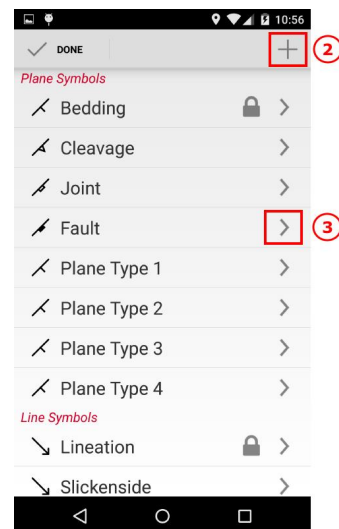 10:56
DONE
2
Plane Symbols
Bedding
Cleavage
Joint
Fault
3
Plane Type 1
Plane Type 2
Plane Type 3
Plane Type 4
Line Symbols
Lineation
Slickenside